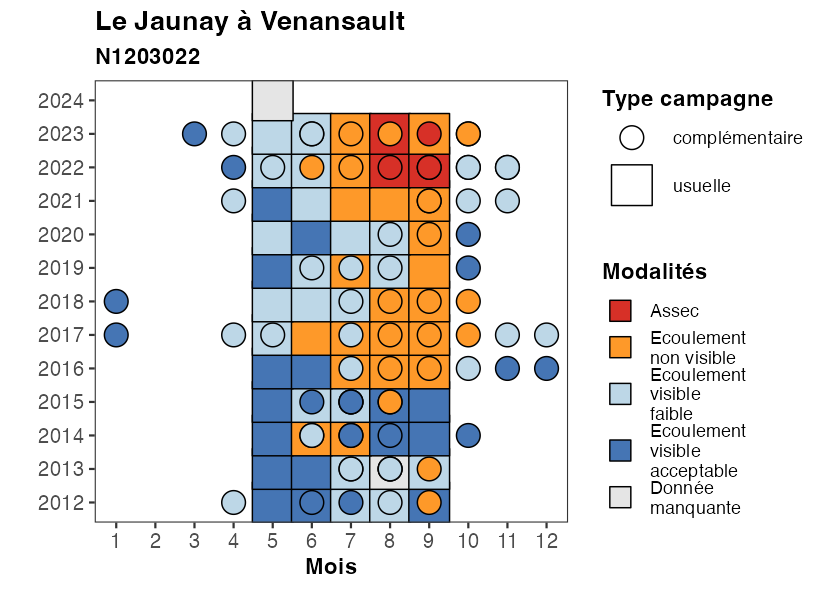 Le Jaunay à Venansault
N1203022
2024
2023
2022
2021
2020
2019
2018
2017
2016
2015
2014
2013
2012
1 2 3 4 5 6 7 8 9 10 11 12
Mois
Type campagne
complémentaire
usuelle
Modalités
Assec
Ecoulement
non visible
Ecoulement
visible
faible
Ecoulement
visible
acceptable
Donnée
manquante